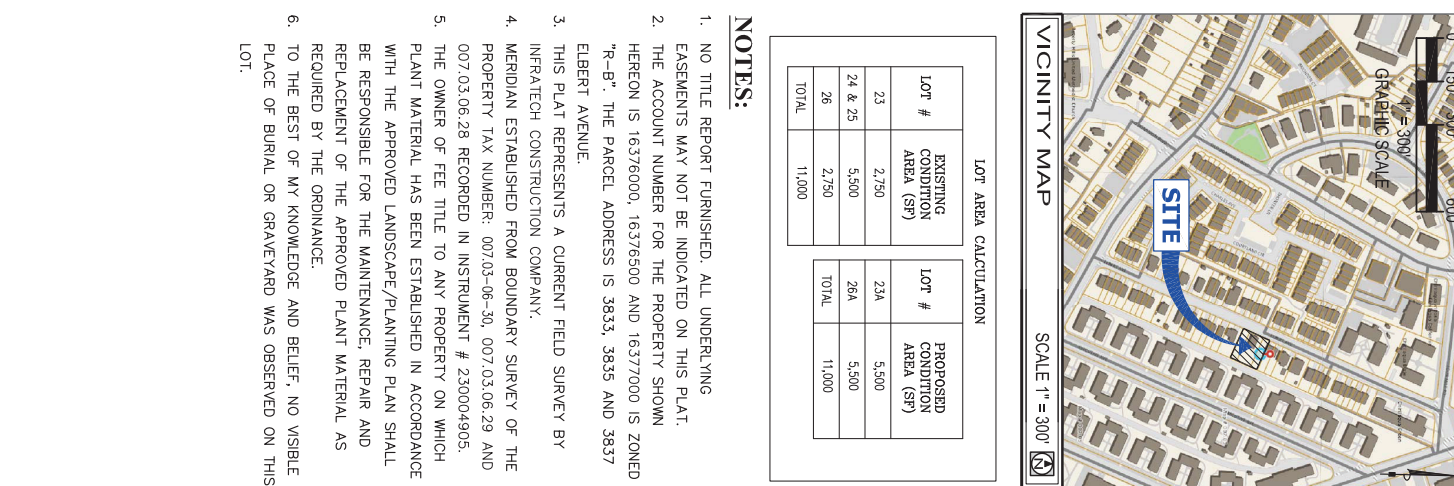 1" = 300'
GRAPHIC SCALE
SITE
VICINITY MAP
SCALE 1" = 300'
N
LOT AREA CALCULATION
LOT # EXISTING CONDITION AREA (SF)
23 2,750
24 & 25 5,500
26 2,750
TOTAL 11,000
LOT # PROPOSED CONDITION AREA (SF)
23A 5,500
26A 5,500
TOTAL 11,000
NOTES:
1. NO TITLE REPORT FURNISHED. ALL UNDERLYING
EASEMENTS MAY NOT BE INDICATED ON THIS PLAT.
2. THE ACCOUNT NUMBER FOR THE PROPERTY SHOWN
HEREON IS 16376000, 16376500 AND 16377000 IS ZONED
"R-B". THE PARCEL ADDRESS IS 3833, 3835 AND 3837
ELBERT AVENUE.
3. THIS PLAT REPRESENTS A CURRENT FIELD SURVEY BY
INFRATECH CONSTRUCTION COMPANY.
4. MERIDIAN ESTABLISHED FROM BOUNDARY SURVEY OF THE
PROPERTY TAX NUMBER: 007.03-06-30, 007.03.06.29 AND
007.03.06.28 RECORDED IN INSTRUMENT # 230004905.
5. THE OWNER OF FEE TITLE TO ANY PROPERTY ON WHICH
PLANT MATERIAL HAS BEEN ESTABLISHED IN ACCORDANCE
WITH THE APPROVED LANDSCAPE/PLANTING PLAN SHALL
BE RESPONSIBLE FOR THE MAINTENANCE, REPAIR AND
REPLACEMENT OF THE APPROVED PLANT MATERIAL AS
REQUIRED BY THE ORDINANCE.
6. TO THE BEST OF MY KNOWLEDGE AND BELIEF, NO VISIBLE
PLACE OF BURIAL OR GRAVEYARD WAS OBSERVED ON THIS
LOT.